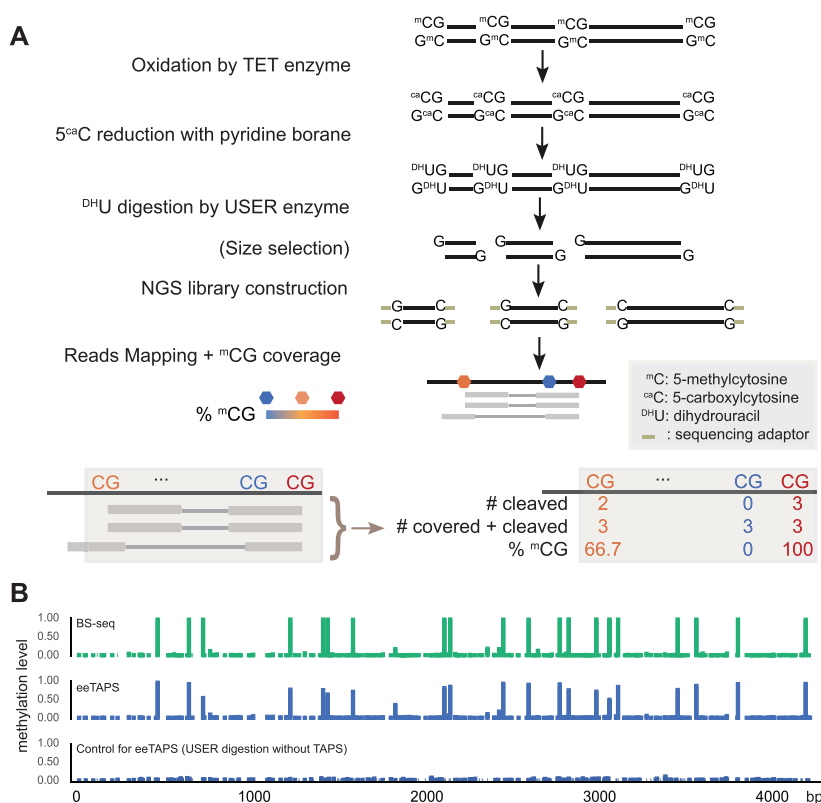 A
ᵐCG ᵐCG ᵐCG ᵐCG
GᵐC GᵐC GᵐC GᵐC
Oxidation by TET enzyme
ᶜᵃCG ᶜᵃCG ᶜᵃCG ᶜᵃCG
GᶜᵃC GᶜᵃC GᶜᵃC GᶜᵃC
5ᶜᵃC reduction with pyridine borane
ᴰᴴUG ᴰᴴUG ᴰᴴUG ᴰᴴUG
GᴰᴴU GᴰᴴU GᴰᴴU GᴰᴴU
ᴰᴴU digestion by USER enzyme
(Size selection)
G G G
G G G
NGS library construction
G C G C C C
C G C G G G
Reads Mapping + ᵐCG coverage
% ᵐCG
ᵐC: 5-methylcytosine
ᶜᵃC: 5-carboxylcytosine
ᴰᴴU: dihydrouracil
: sequencing adaptor
CG ... CG CG
CG ... CG CG
# cleaved 2 0 3
# covered + cleaved 3 3 3
% ᵐCG 66.7 0 100
B
methylation level
1.00
0.50
0.00
BS-seq
1.00
0.50
0.00
eeTAPS
1.00
0.50
0.00
Control for eeTAPS (USER digestion without TAPS)
0 1000 2000 3000 4000 bp